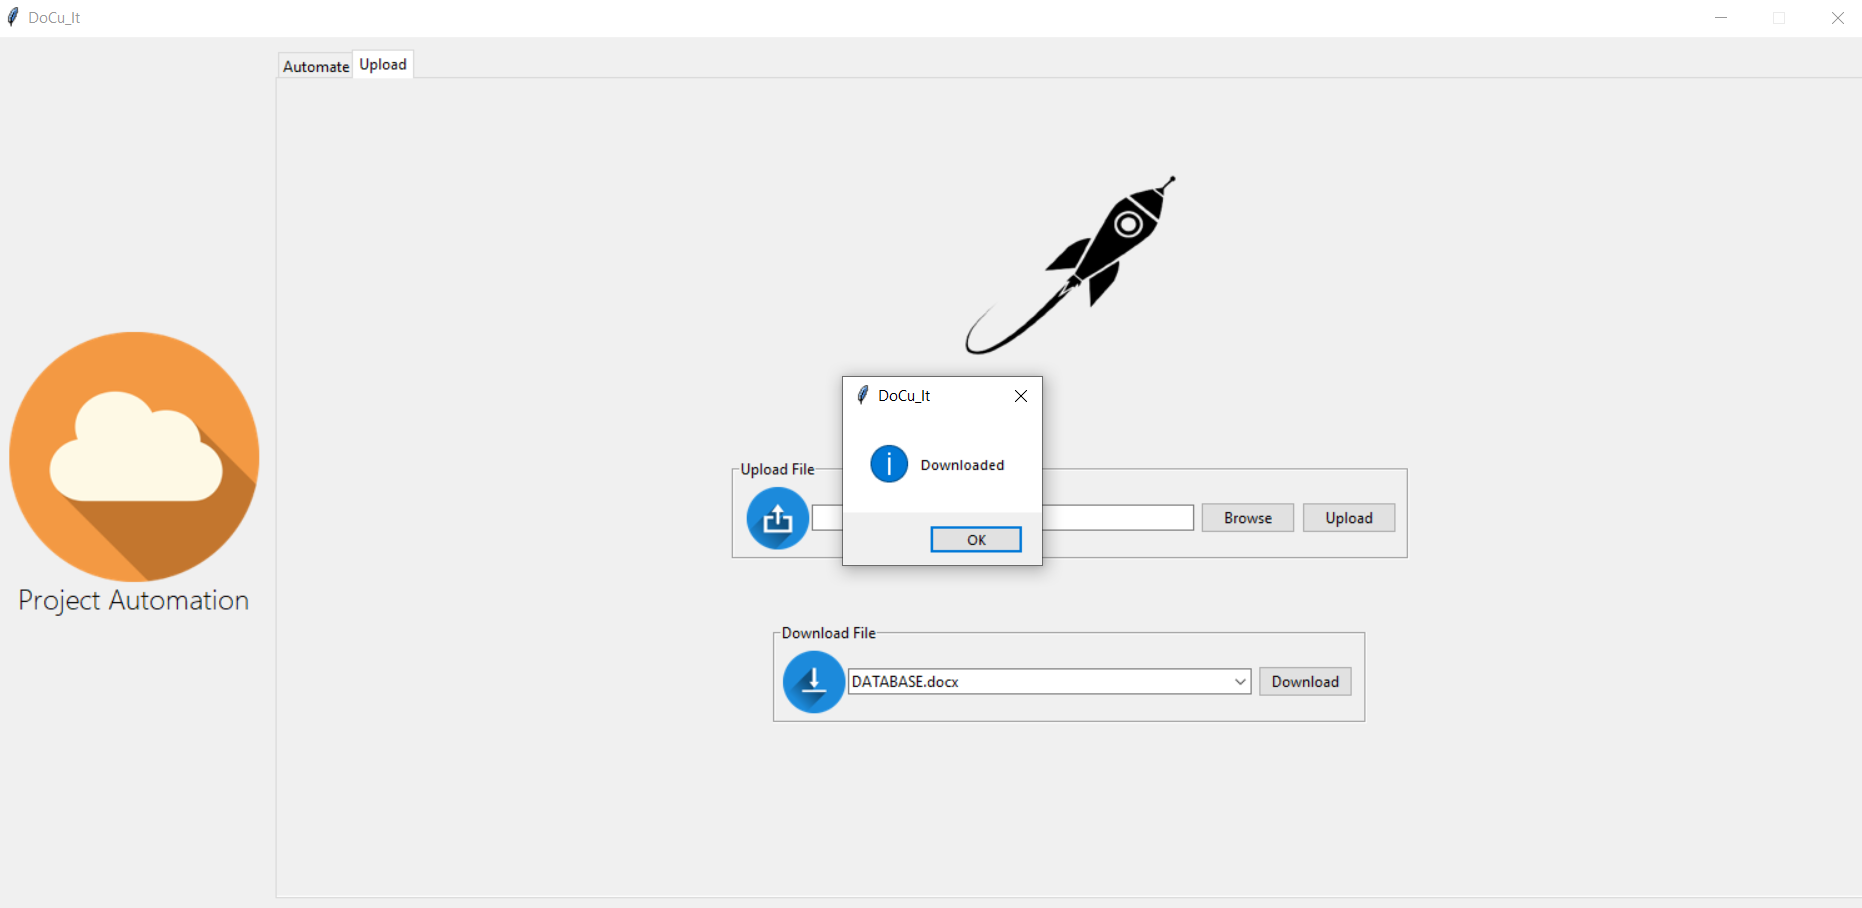 DoCu_It
Automate
Upload
DoCu_It
Downloaded
OK
Upload File
Browse
Upload
Project Automation
Download File
DATABASE.docx
Download